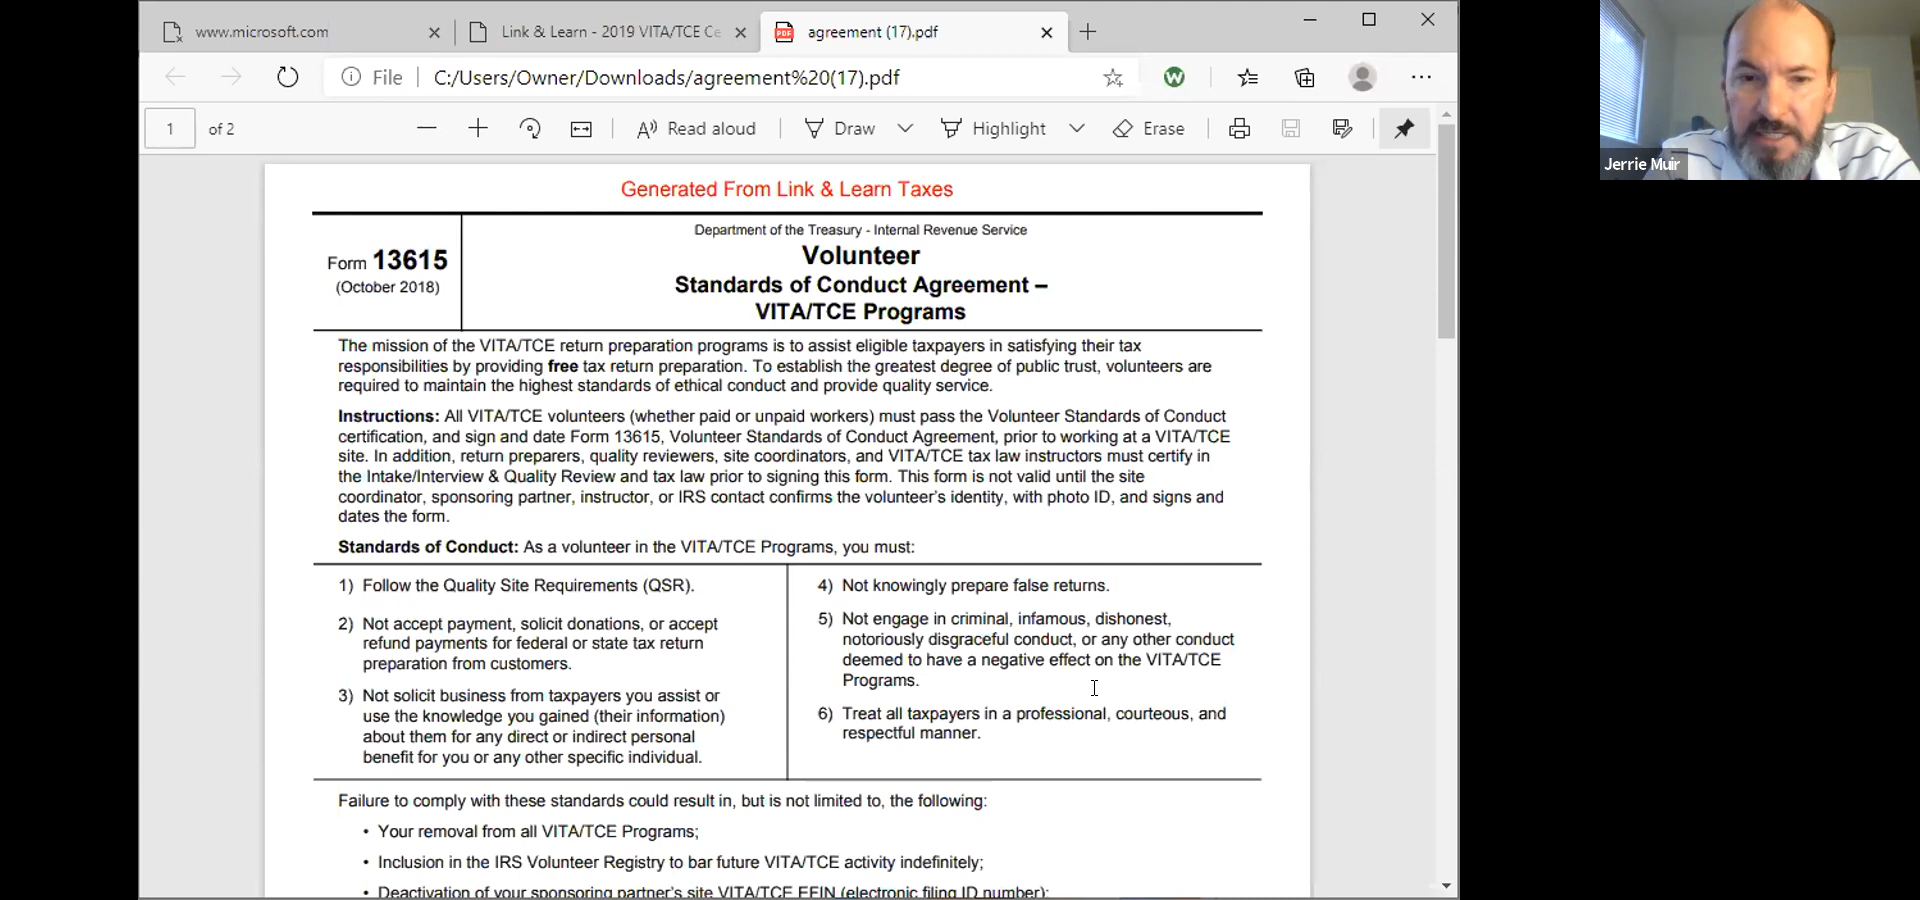 www.microsoft.com
Link & Learn - 2019 VITA/TCE Ce
agreement (17).pdf
File
C:/Users/Owner/Downloads/agreement%20(17).pdf
1 of 2
Read aloud
Draw
Highlight
Erase
Jerrie Muir
Generated From Link & Learn Taxes
Form 13615
(October 2018)
Department of the Treasury - Internal Revenue Service
Volunteer
Standards of Conduct Agreement –
VITA/TCE Programs
The mission of the VITA/TCE return preparation programs is to assist eligible taxpayers in satisfying their tax
responsibilities by providing free tax return preparation. To establish the greatest degree of public trust, volunteers are
required to maintain the highest standards of ethical conduct and provide quality service.
Instructions: All VITA/TCE volunteers (whether paid or unpaid workers) must pass the Volunteer Standards of Conduct
certification, and sign and date Form 13615, Volunteer Standards of Conduct Agreement, prior to working at a VITA/TCE
site. In addition, return preparers, quality reviewers, site coordinators, and VITA/TCE tax law instructors must certify in
the Intake/Interview & Quality Review and tax law prior to signing this form. This form is not valid until the site
coordinator, sponsoring partner, instructor, or IRS contact confirms the volunteer's identity, with photo ID, and signs and
dates the form.
Standards of Conduct: As a volunteer in the VITA/TCE Programs, you must:
1) Follow the Quality Site Requirements (QSR).
2) Not accept payment, solicit donations, or accept
refund payments for federal or state tax return
preparation from customers.
3) Not solicit business from taxpayers you assist or
use the knowledge you gained (their information)
about them for any direct or indirect personal
benefit for you or any other specific individual.
4) Not knowingly prepare false returns.
5) Not engage in criminal, infamous, dishonest,
notoriously disgraceful conduct, or any other conduct
deemed to have a negative effect on the VITA/TCE
Programs.
6) Treat all taxpayers in a professional, courteous, and
respectful manner.
Failure to comply with these standards could result in, but is not limited to, the following:
• Your removal from all VITA/TCE Programs;
• Inclusion in the IRS Volunteer Registry to bar future VITA/TCE activity indefinitely;
• Deactivation of your sponsoring partner's site VITA/TCE EFIN (electronic filing ID number);